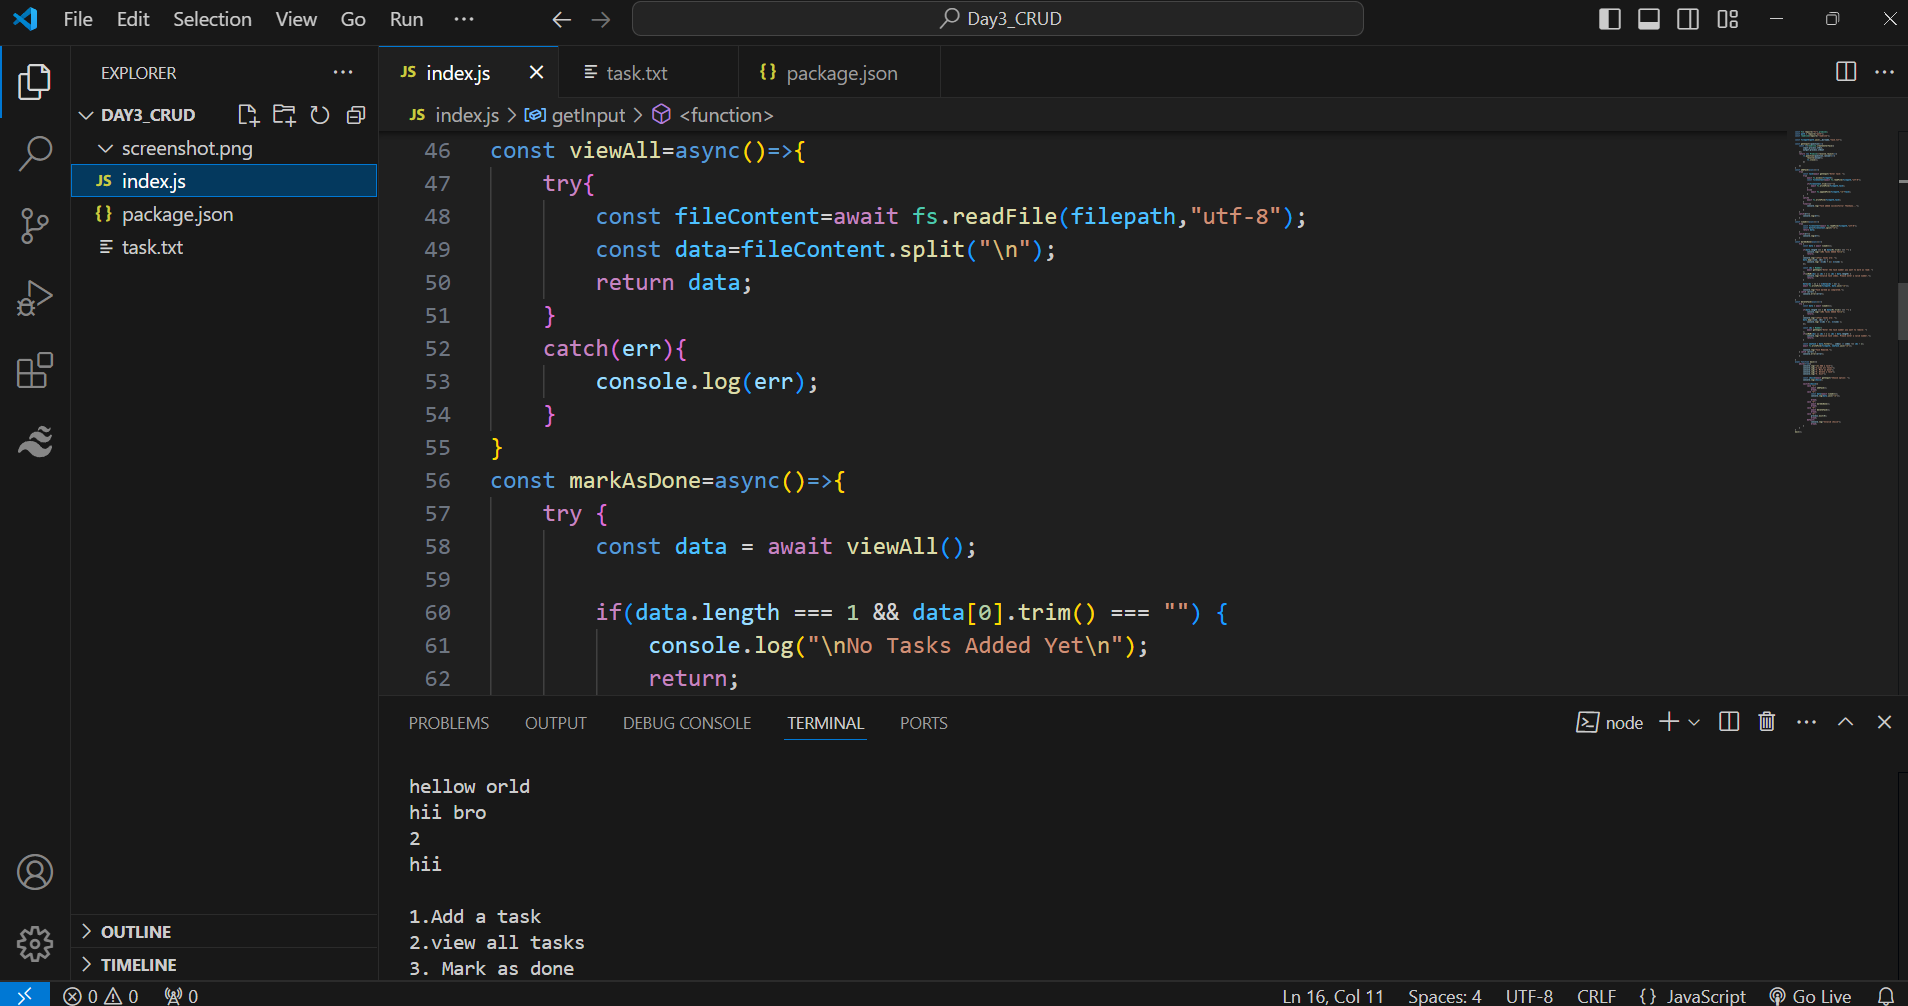 File Edit Selection View Go Run ···
Day3_CRUD
EXPLORER ···
DAY3_CRUD
screenshot.png
JS index.js
{} package.json
task.txt
OUTLINE
TIMELINE
JS index.js
task.txt
{} package.json
JS index.js > getInput > <function>
46 const viewAll=async()=>{
47 try{
48 const fileContent=await fs.readFile(filepath,"utf-8");
49 const data=fileContent.split("\n");
50 return data;
51 }
52 catch(err){
53 console.log(err);
54 }
55 }
56 const markAsDone=async()=>{
57 try {
58 const data = await viewAll();
59
60 if(data.length === 1 && data[0].trim() === "") {
61 console.log("\nNo Tasks Added Yet\n");
62 return;
PROBLEMS OUTPUT DEBUG CONSOLE TERMINAL PORTS
node
hellow orld
hii bro
2
hii
1.Add a task
2.view all tasks
3. Mark as done
0 0 0
Ln 16, Col 11 Spaces: 4 UTF-8 CRLF {} JavaScript Go Live